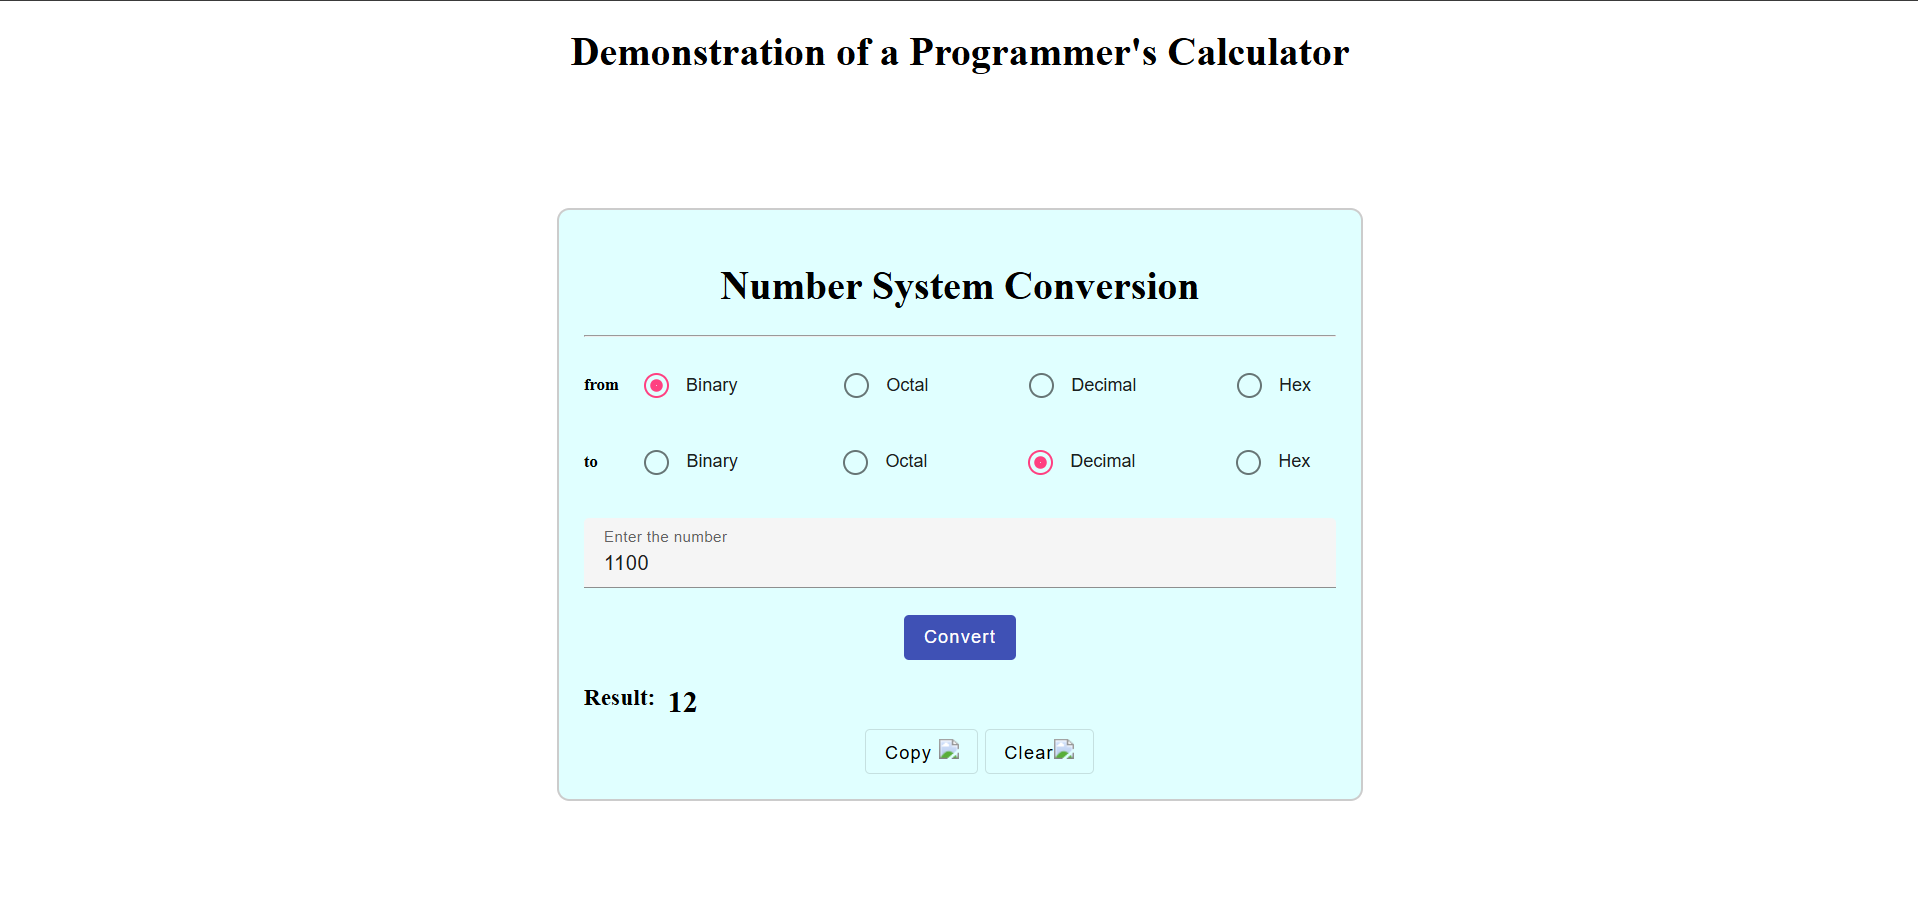 Demonstration of a Programmer's Calculator
Number System Conversion
from Binary Octal Decimal Hex
to Binary Octal Decimal Hex
Enter the number
1100
Convert
Result: 12
Copy Clear